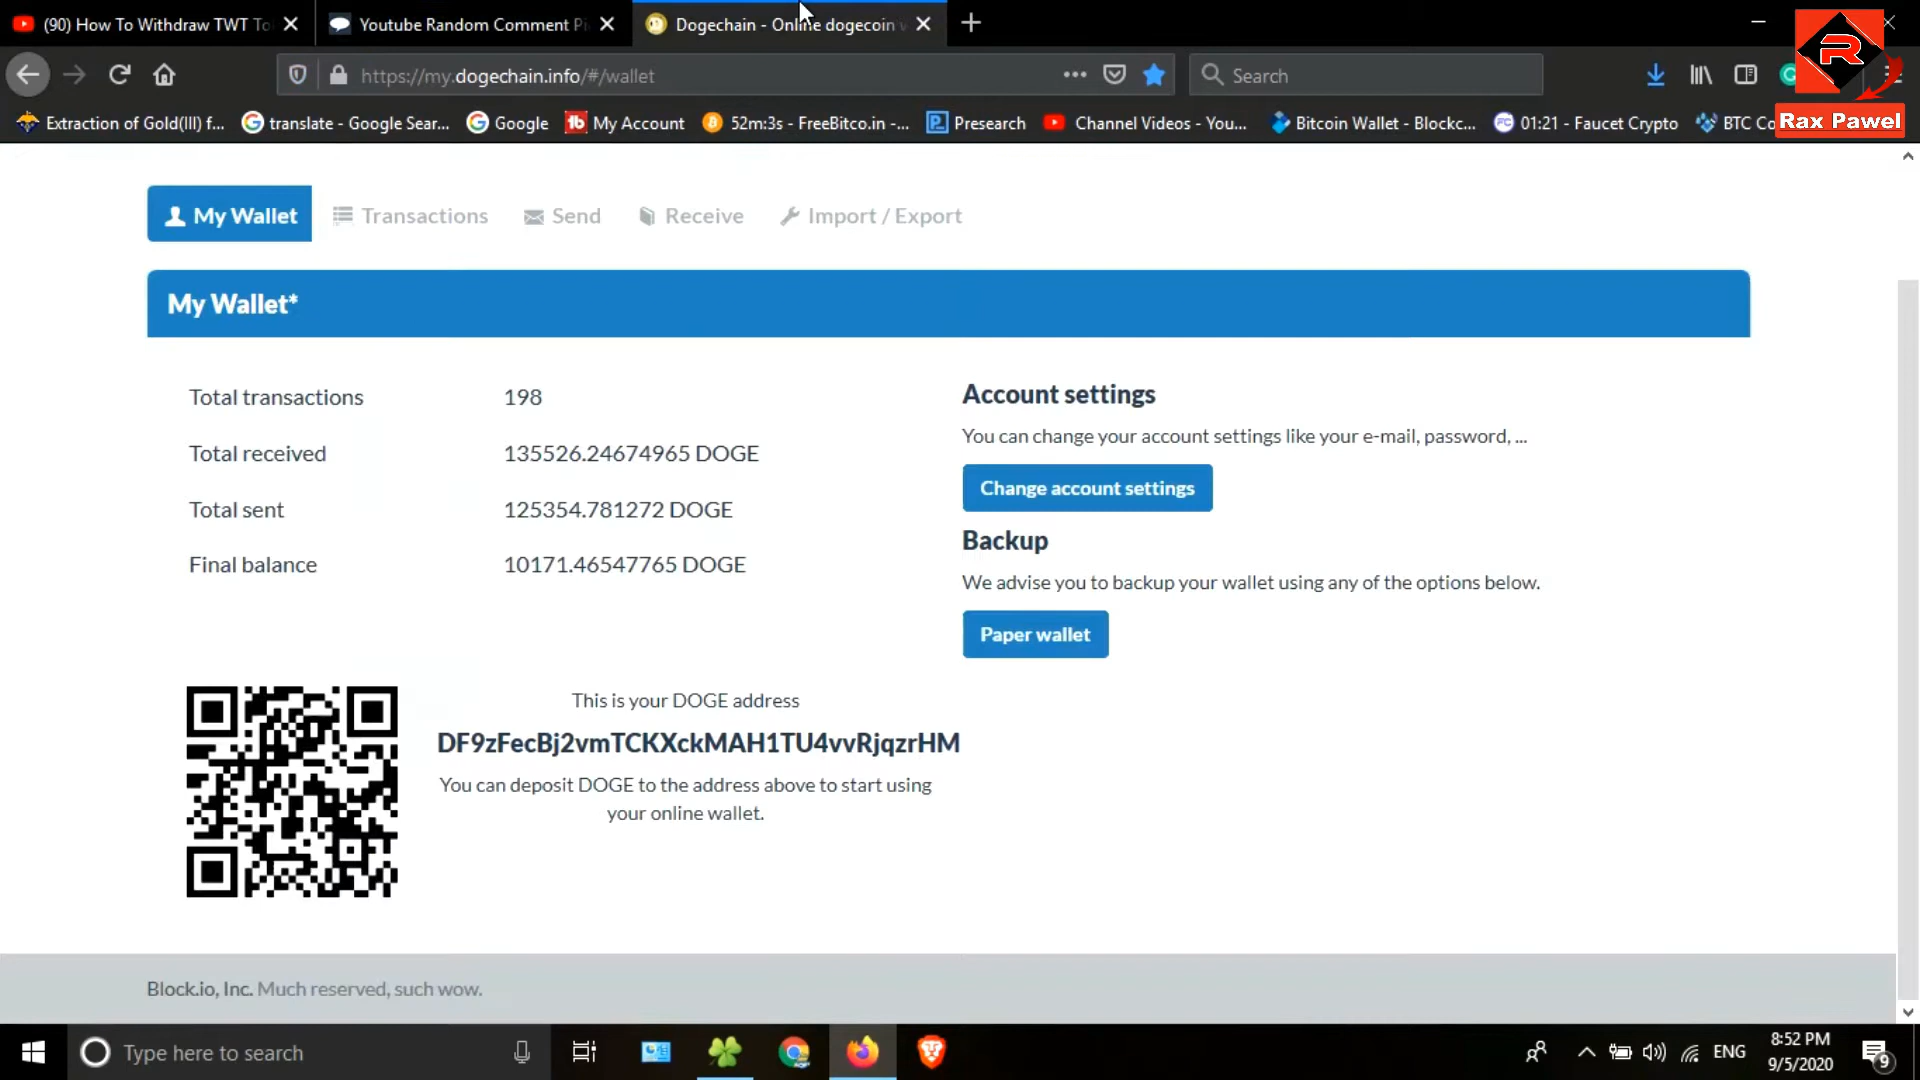 (90) How To Withdraw TWT To
Youtube Random Comment Pi
Dogechain - Online dogecoin
https://my.dogechain.info/#/wallet
Search
Extraction of Gold(III) f...
translate - Google Sear...
Google
My Account
52m:3s - FreeBitco.in -...
Presearch
Channel Videos - You...
Bitcoin Wallet - Blockc...
01:21 - Faucet Crypto
BTC Co
Rax Pawel
My Wallet
Transactions
Send
Receive
Import / Export
My Wallet*
Total transactions 198
Total received 135526.24674965 DOGE
Total sent 125354.781272 DOGE
Final balance 10171.46547765 DOGE
Account settings
You can change your account settings like your e-mail, password, ...
Change account settings
Backup
We advise you to backup your wallet using any of the options below.
Paper wallet
This is your DOGE address
DF9zFecBj2vmTCKXckMAH1TU4vvRjqzrHM
You can deposit DOGE to the address above to start using
your online wallet.
Block.io, Inc. Much reserved, such wow.
Type here to search
ENG
8:52 PM
9/5/2020
9